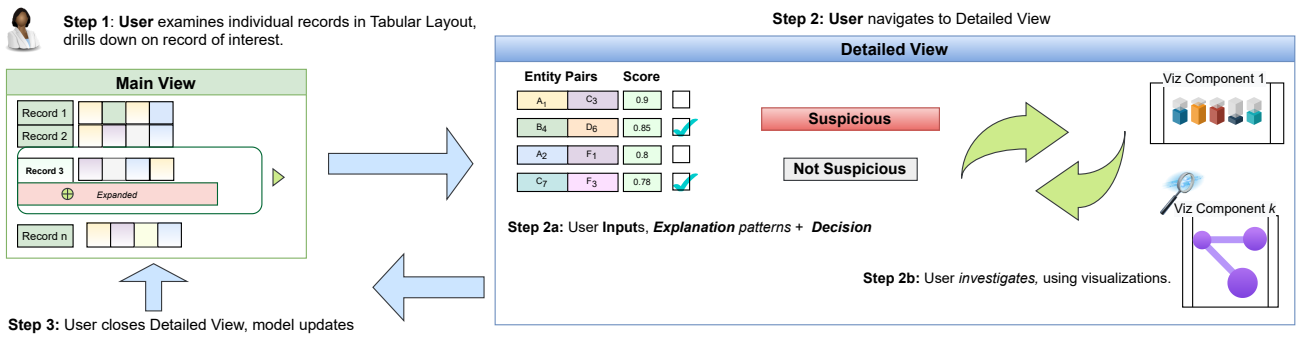 Step 1: User examines individual records in Tabular Layout,
drills down on record of interest.
Main View
Record 1
Record 2
Record 3
Expanded
Record n
Step 3: User closes Detailed View, model updates
Step 2: User navigates to Detailed View
Detailed View
Entity Pairs Score
A1 C3 0.9
B4 D6 0.85
A2 F1 0.8
C7 F3 0.78
Suspicious
Not Suspicious
Step 2a: User Inputs, Explanation patterns + Decision
Viz Component 1
Viz Component k
Step 2b: User investigates, using visualizations.